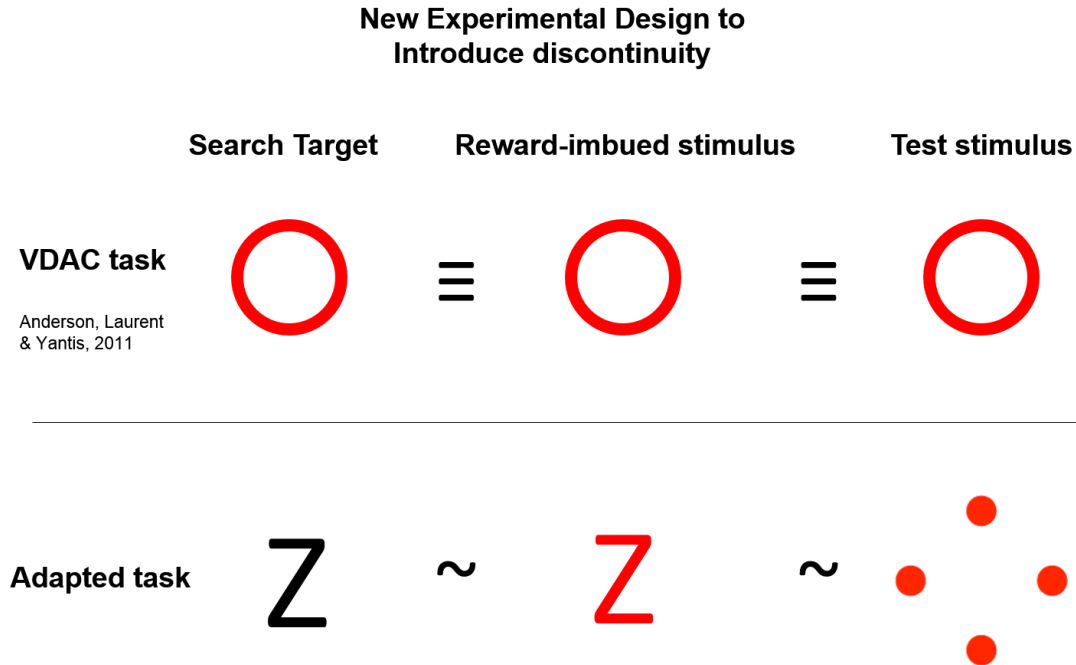 New Experimental Design to
Introduce discontinuity
Search Target
Reward-imbued stimulus
Test stimulus
VDAC task
≡
≡
Anderson, Laurent
& Yantis, 2011
Adapted task
Z
~
Z
~